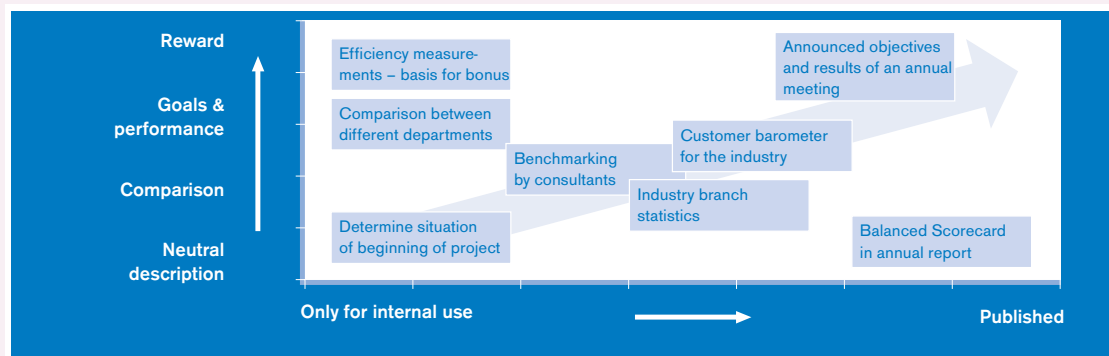 Reward
Goals &
performance
Comparison
Neutral
description
Efficiency measure-
ments – basis for bonus
Comparison between
different departments
Benchmarking
by consultants
Determine situation
of beginning of project
Announced objectives
and results of an annual
meeting
Customer barometer
for the industry
Industry branch
statistics
Balanced Scorecard
in annual report
Only for internal use
Published